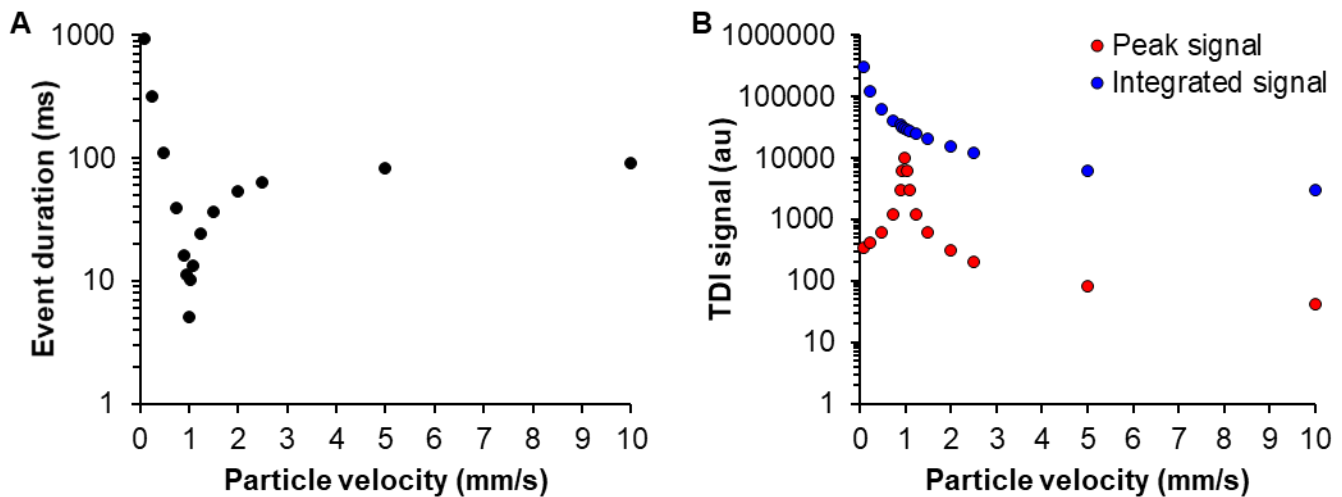 A
1000
100
10
1
Event duration (ms)
0 1 2 3 4 5 6 7 8 9 10
Particle velocity (mm/s)
B
1000000
100000
10000
1000
100
10
1
TDI signal (au)
Peak signal
Integrated signal
0 1 2 3 4 5 6 7 8 9 10
Particle velocity (mm/s)